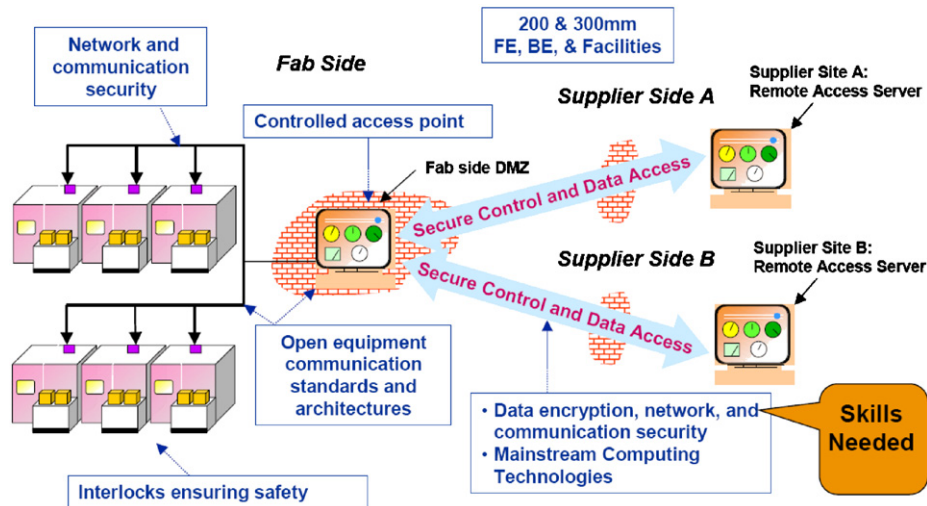 200 & 300mm
FE, BE, & Facilities
Network and
communication
security
Fab Side
Controlled access point
Fab side DMZ
Supplier Side A
Supplier Site A:
Remote Access Server
Secure Control and Data Access
Supplier Side B
Supplier Site B:
Remote Access Server
Secure Control and Data Access
Open equipment
communication
standards and
architectures
• Data encryption, network, and
communication security
• Mainstream Computing
Technologies
Skills
Needed
Interlocks ensuring safety